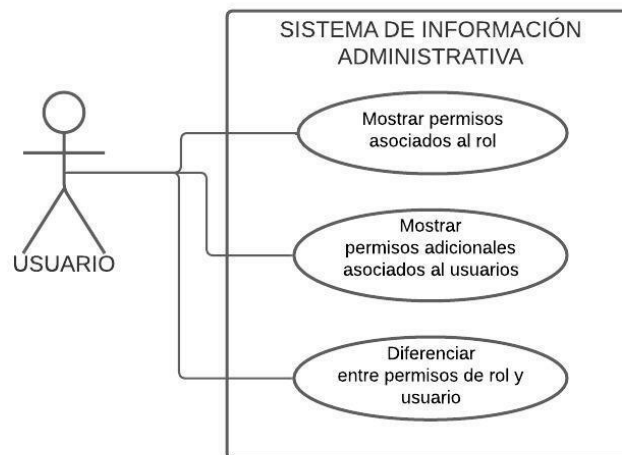 SISTEMA DE INFORMACIÓN
ADMINISTRATIVA
Mostrar permisos
asociados al rol
Mostrar
permisos adicionales
asociados al usuarios
USUARIO
Diferenciar
entre permisos de rol y
usuario